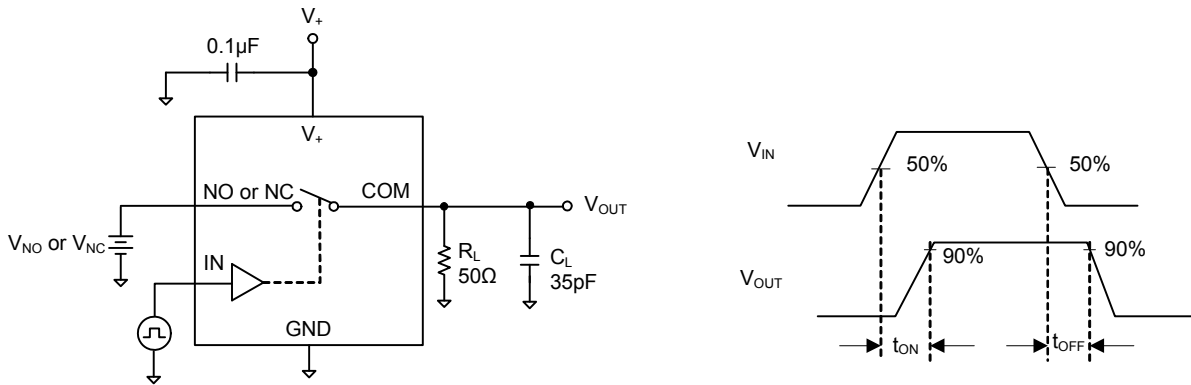 V+
0.1µF
V+
NO or NC
COM
VOUT
VNO or VNC
IN
RL
50Ω
CL
35pF
GND
VIN
50%
50%
VOUT
90%
90%
tON
tOFF